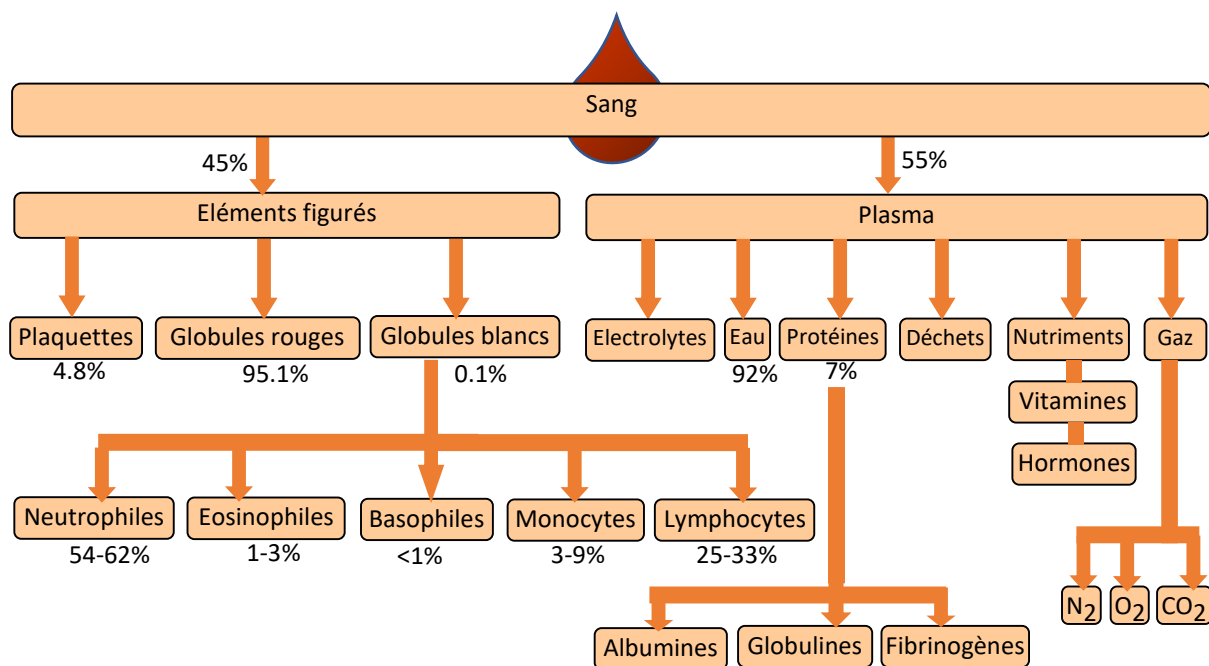 Sang
45%
55%
Eléments figurés
Plasma
Plaquettes
Globules rouges
Globules blancs
Electrolytes
Eau
Protéines
Déchets
Nutriments
Gaz
4.8%
95.1%
0.1%
92%
7%
Vitamines
Hormones
Neutrophiles
Eosinophiles
Basophiles
Monocytes
Lymphocytes
54-62%
1-3%
<1%
3-9%
25-33%
N2
O2
CO2
Albumines
Globulines
Fibrinogènes